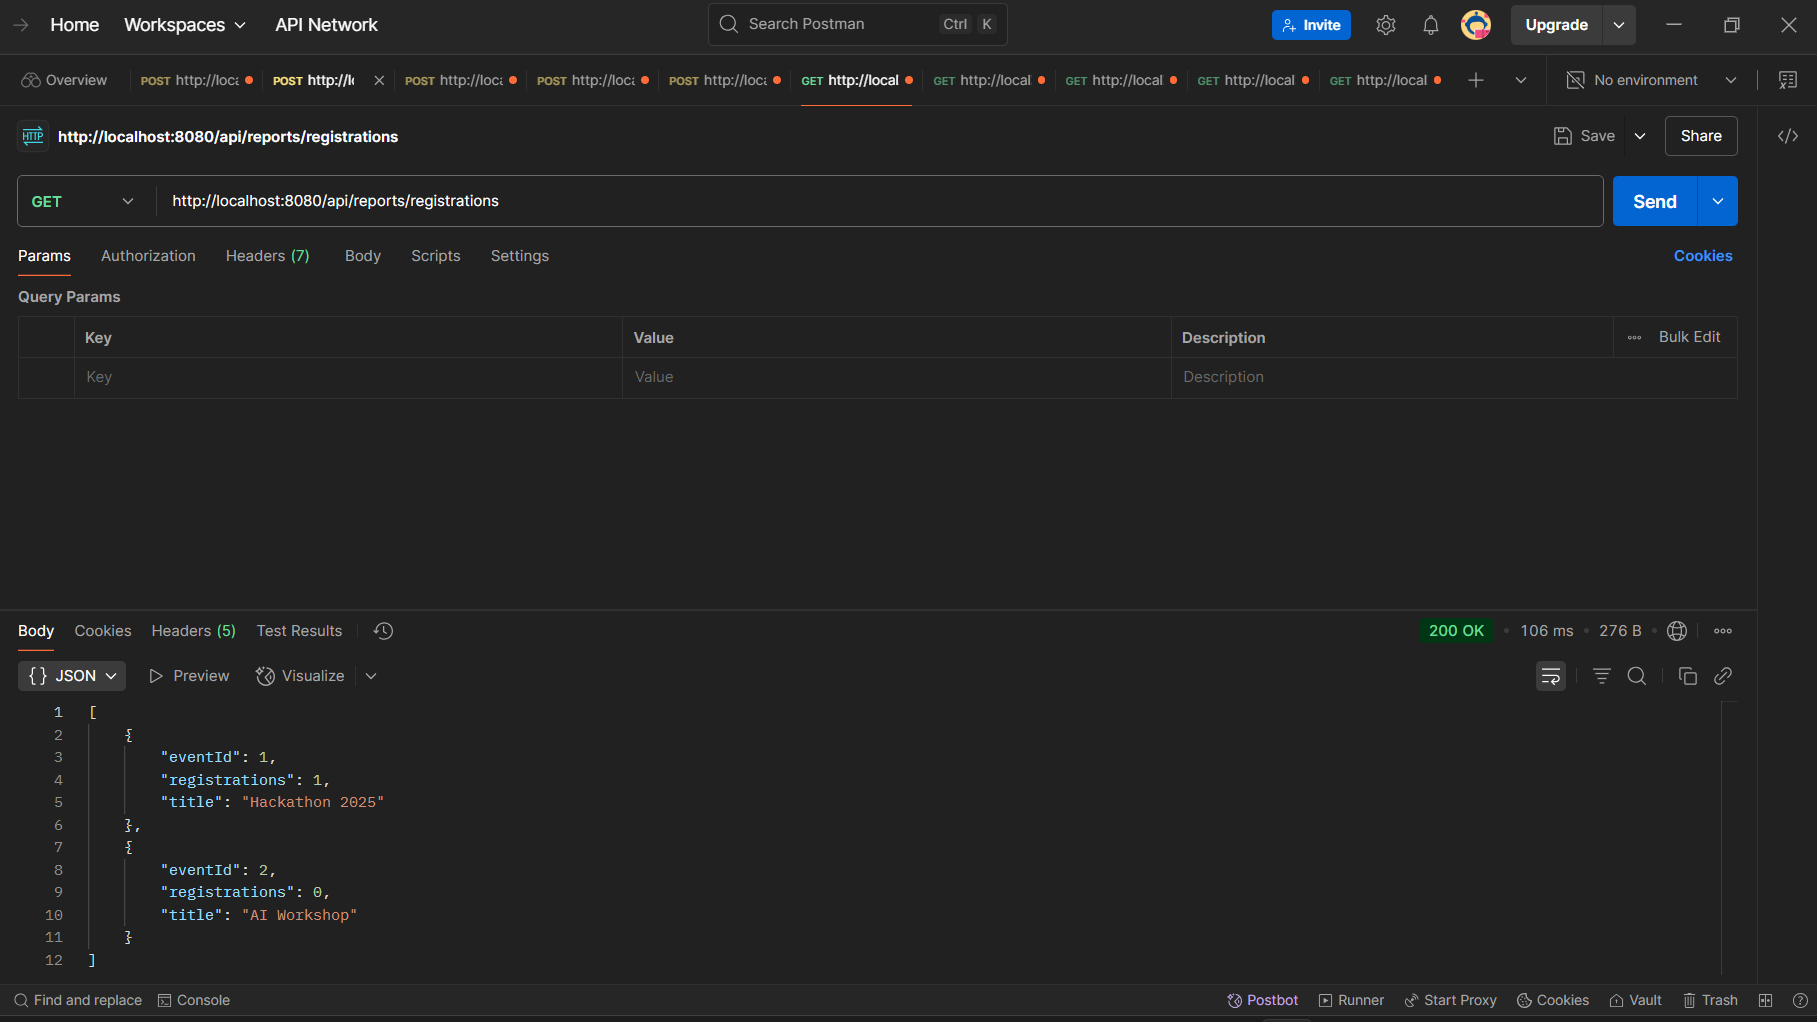 Home Workspaces API Network Search Postman Ctrl K Invite Upgrade
Overview POST http://loca POST http://lo POST http://loca POST http://loca POST http://loca GET http://local GET http://local GET http://local GET http://local GET http://local No environment
HTTP http://localhost:8080/api/reports/registrations Save Share
GET http://localhost:8080/api/reports/registrations Send
Params Authorization Headers (7) Body Scripts Settings Cookies
Query Params
Key Value Description Bulk Edit
Key Value Description
Body Cookies Headers (5) Test Results 200 OK 106 ms 276 B
{} JSON Preview Visualize
1 [
2 {
3 "eventId": 1,
4 "registrations": 1,
5 "title": "Hackathon 2025"
6 },
7 {
8 "eventId": 2,
9 "registrations": 0,
10 "title": "AI Workshop"
11 }
12 ]
Find and replace Console Postbot Runner Start Proxy Cookies Vault Trash